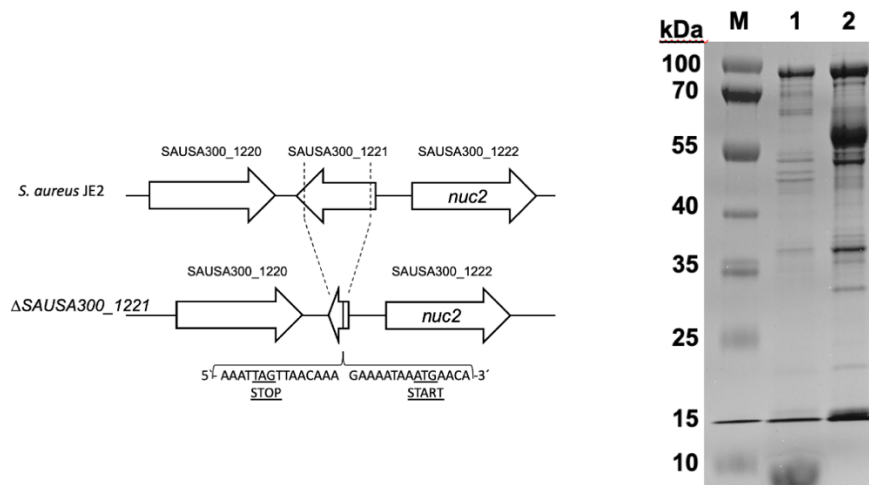 SAUSA300_1220 SAUSA300_1221 SAUSA300_1222
S. aureus JE2
nuc2
SAUSA300_1220 SAUSA300_1222
ΔSAUSA300_1221
nuc2
5`- AAATTAGTTAACAAA GAAAATAAATGAACA-3´
STOP START
kDa M 1 2
100
70
55
40
35
25
15
10